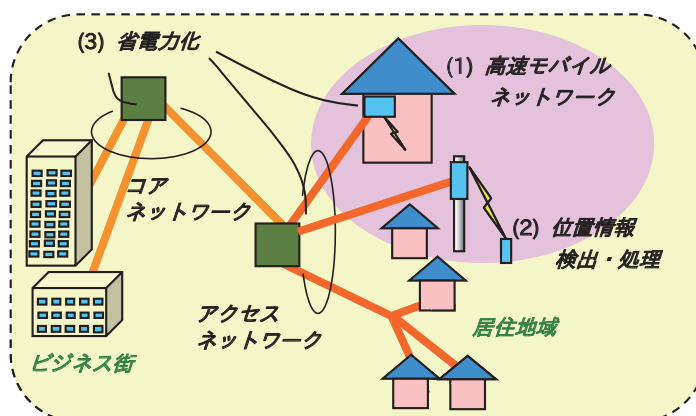 (3) 省電力化
(1) 高速モバイル
ネットワーク
コア
ネットワーク
(2) 位置情報
検出・処理
アクセス
ネットワーク
居住地域
ビジネス街